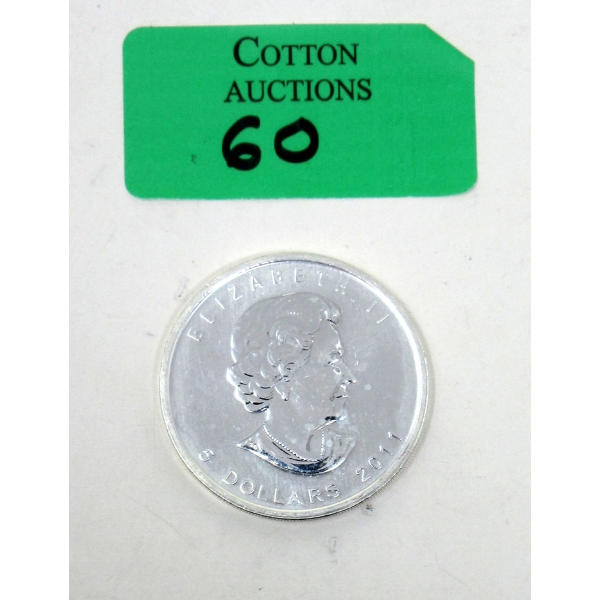 COTTON
AUCTIONS
60
ELIZABETH II
5 DOLLARS 2011